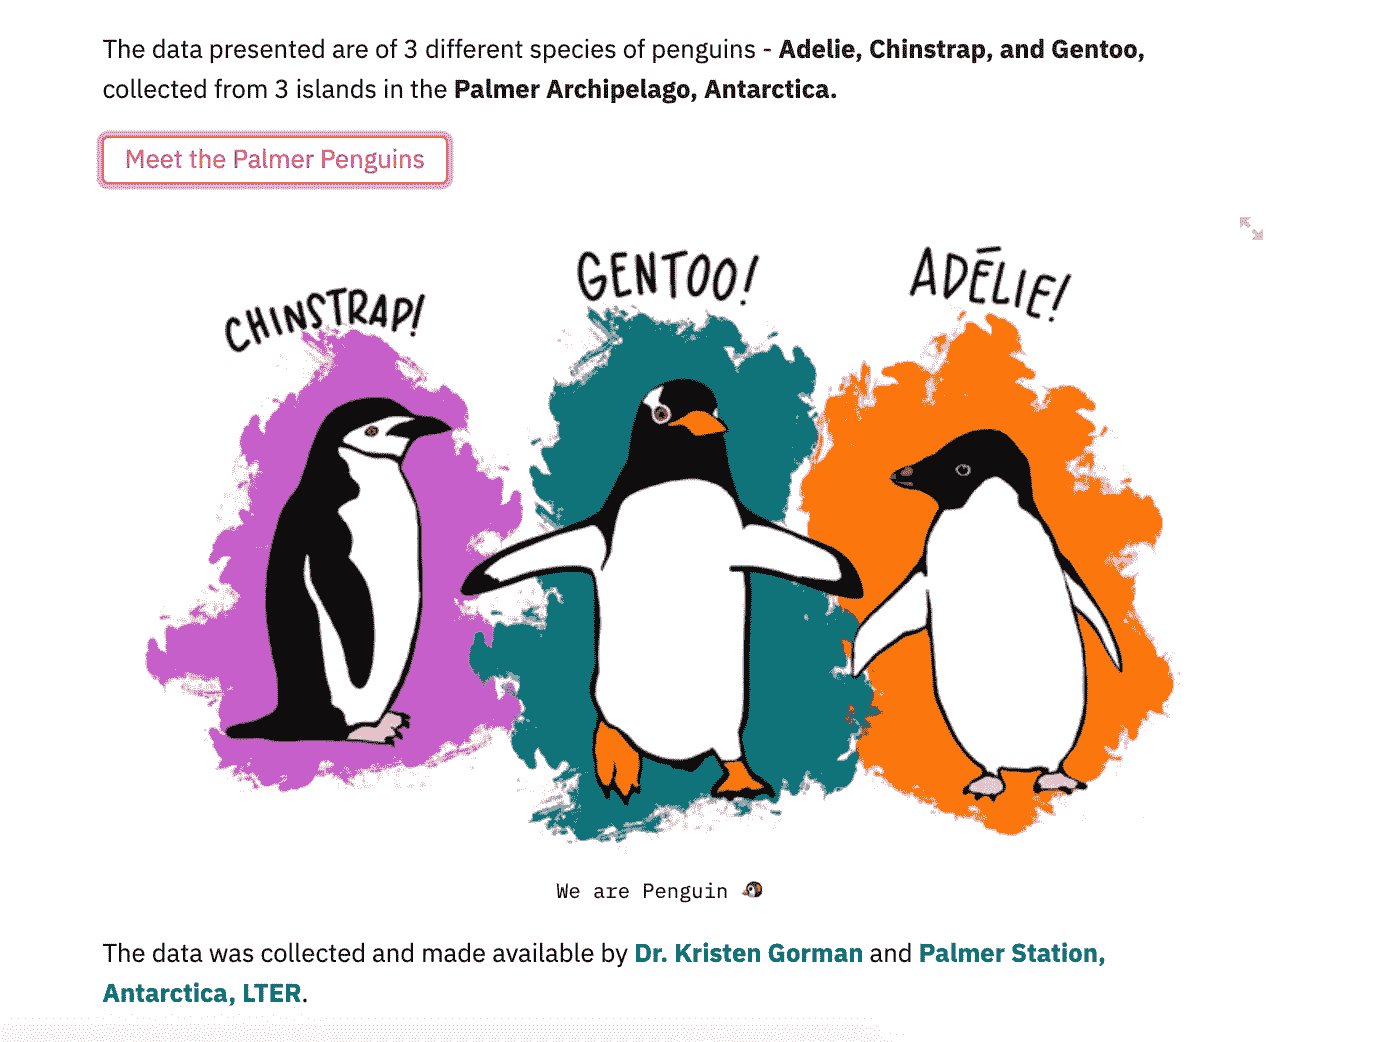 The data presented are of 3 different species of penguins - Adelie, Chinstrap, and Gentoo,
collected from 3 islands in the Palmer Archipelago, Antarctica.
Meet the Palmer Penguins
CHINSTRAP!
GENTOO!
ADÉLIE!
We are Penguin 🐧
The data was collected and made available by Dr. Kristen Gorman and Palmer Station,
Antarctica, LTER.